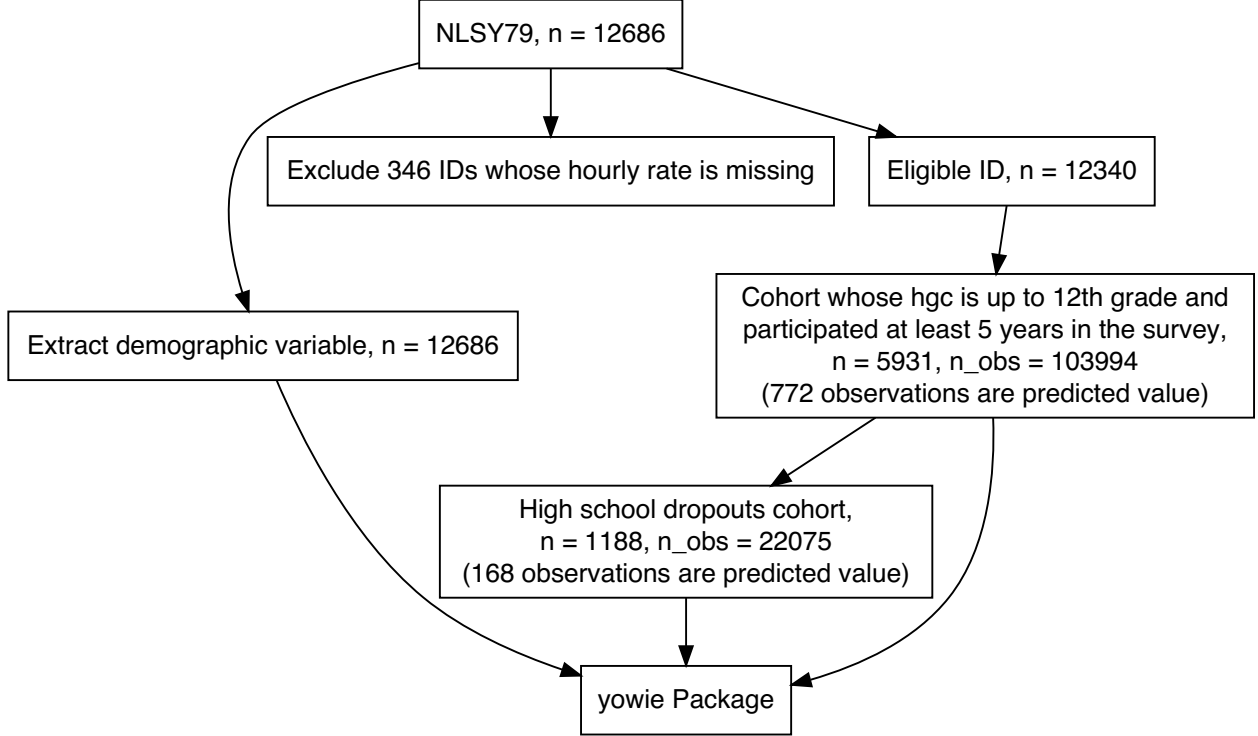 NLSY79, n = 12686
Exclude 346 IDs whose hourly rate is missing
Eligible ID, n = 12340
Extract demographic variable, n = 12686
Cohort whose hgc is up to 12th grade and
participated at least 5 years in the survey,
n = 5931, n_obs = 103994
(772 observations are predicted value)
High school dropouts cohort,
n = 1188, n_obs = 22075
(168 observations are predicted value)
yowie Package